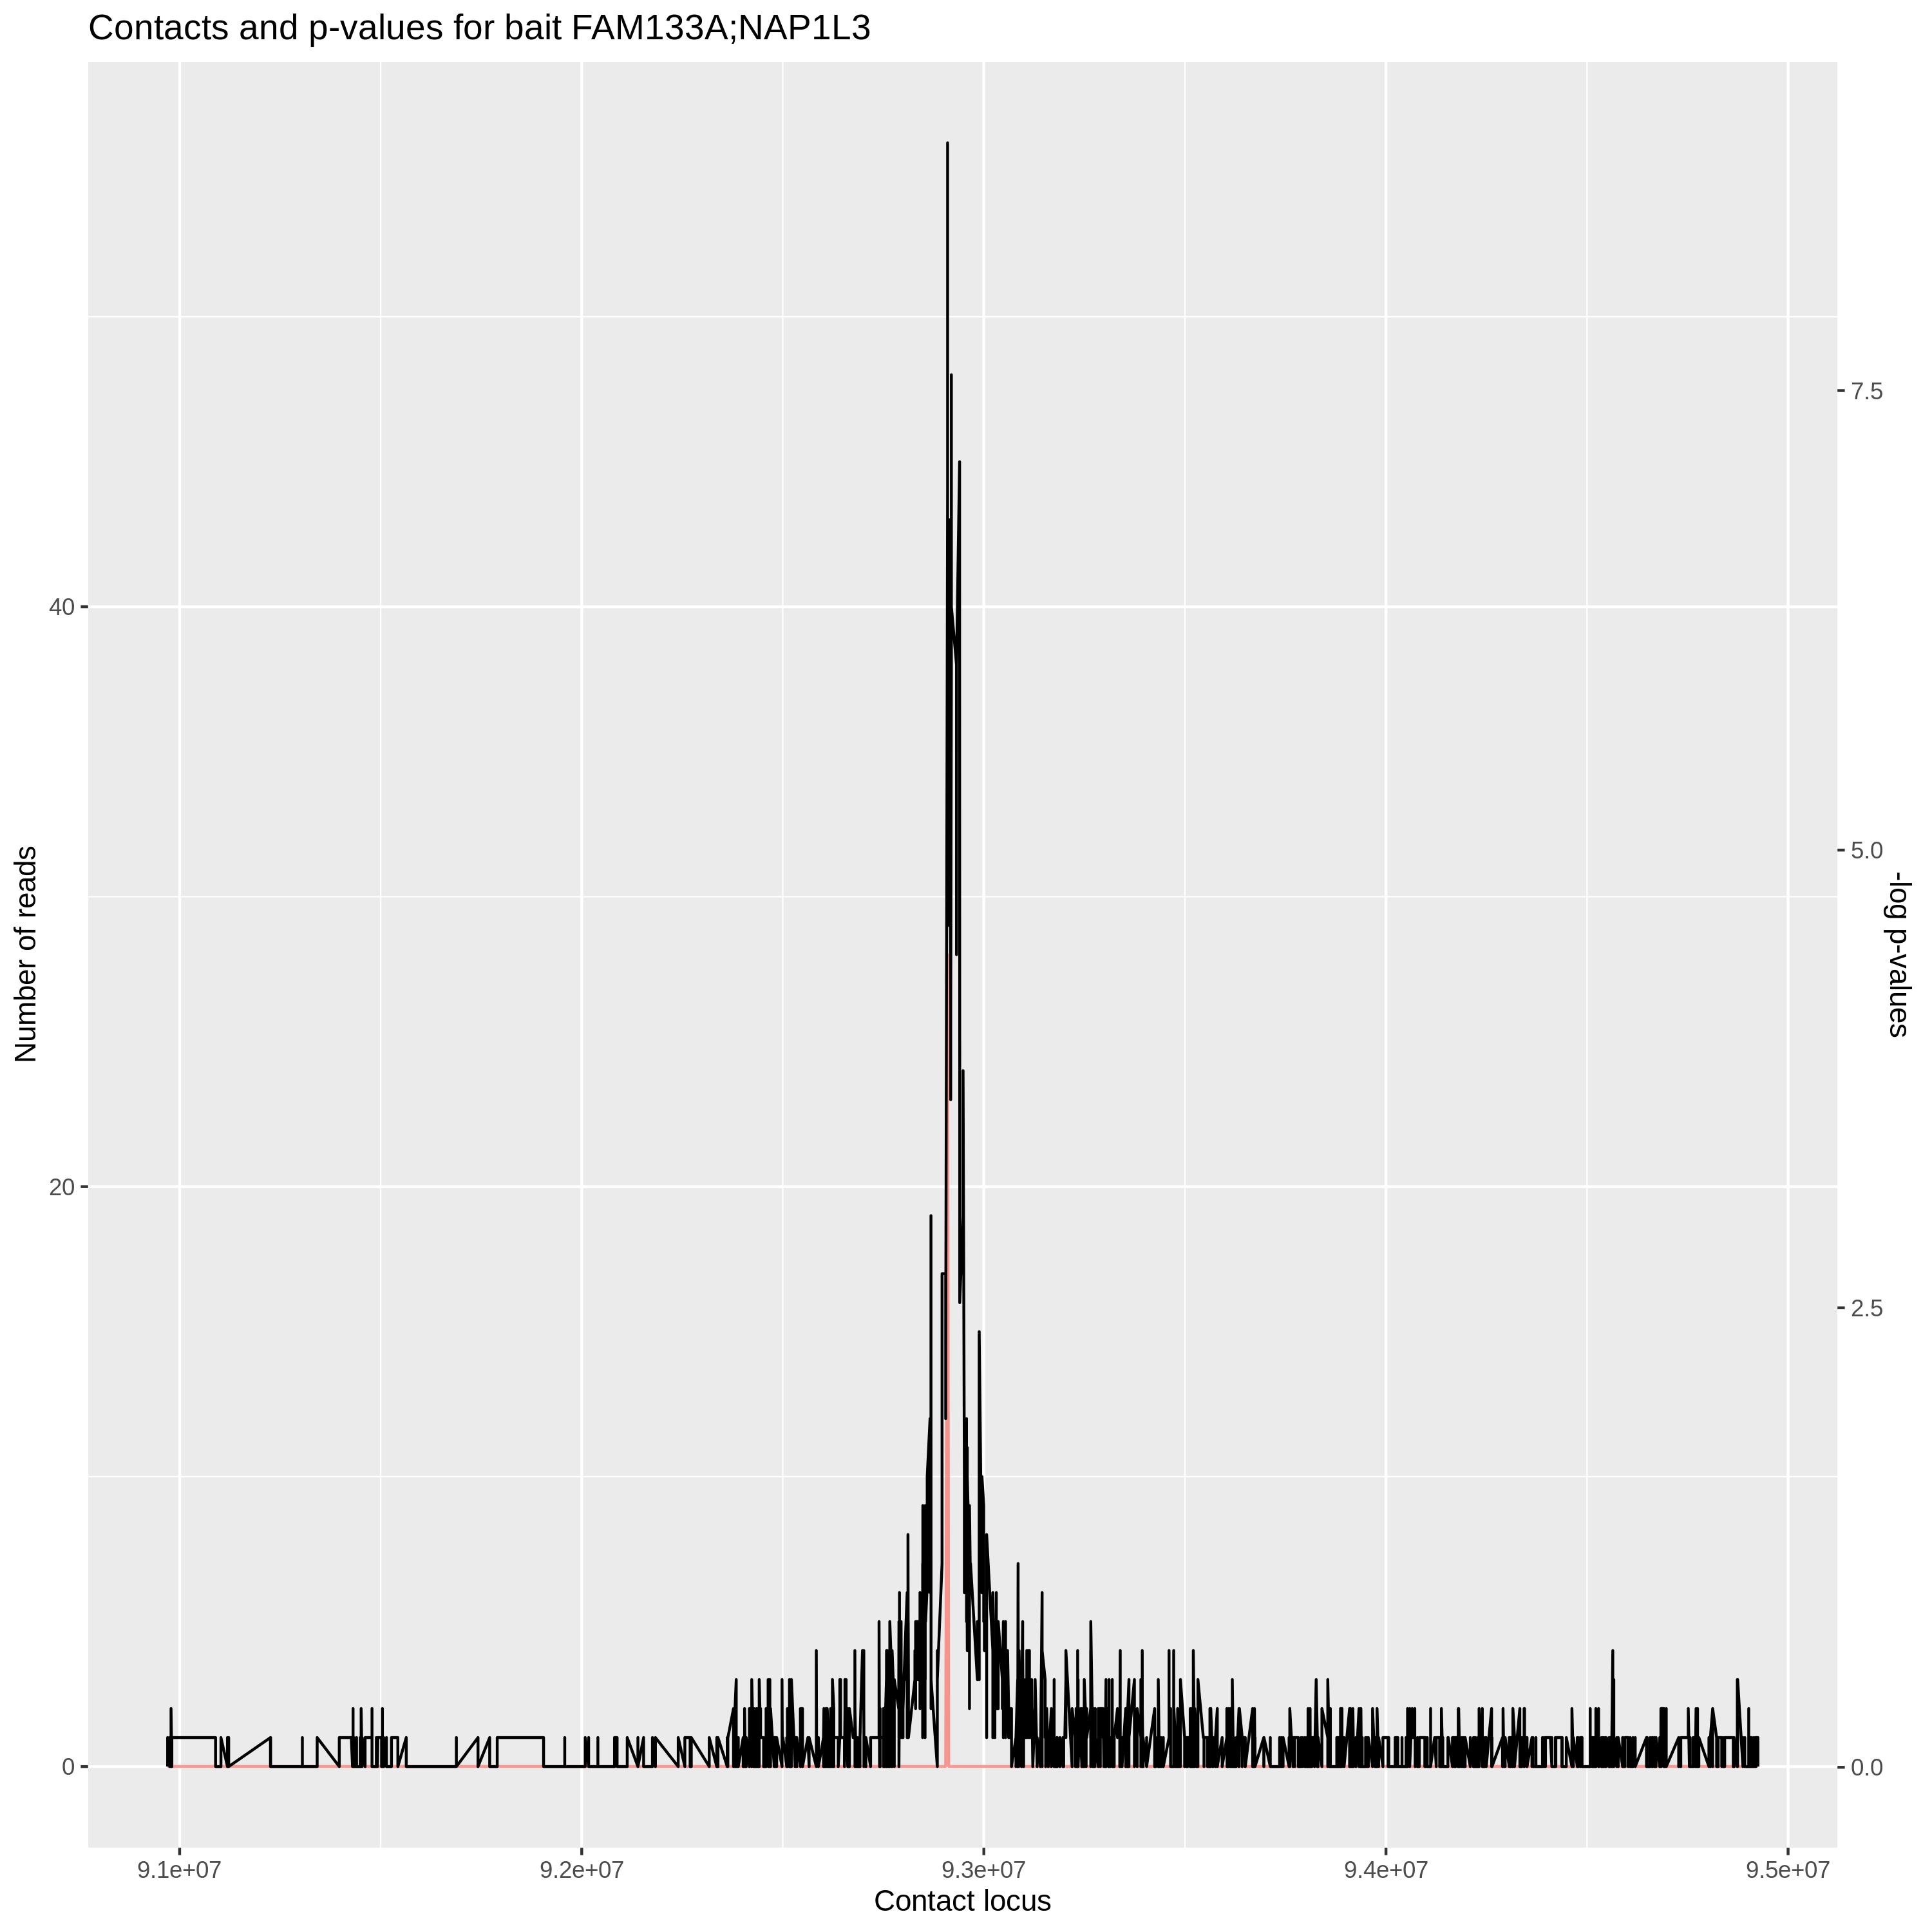 Contacts and p-values for bait FAM133A;NAP1L3
Number of reads
40
20
0
7.5
5.0
2.5
0.0
-log p-values
9.1e+07
9.2e+07
9.3e+07
9.4e+07
9.5e+07
Contact locus